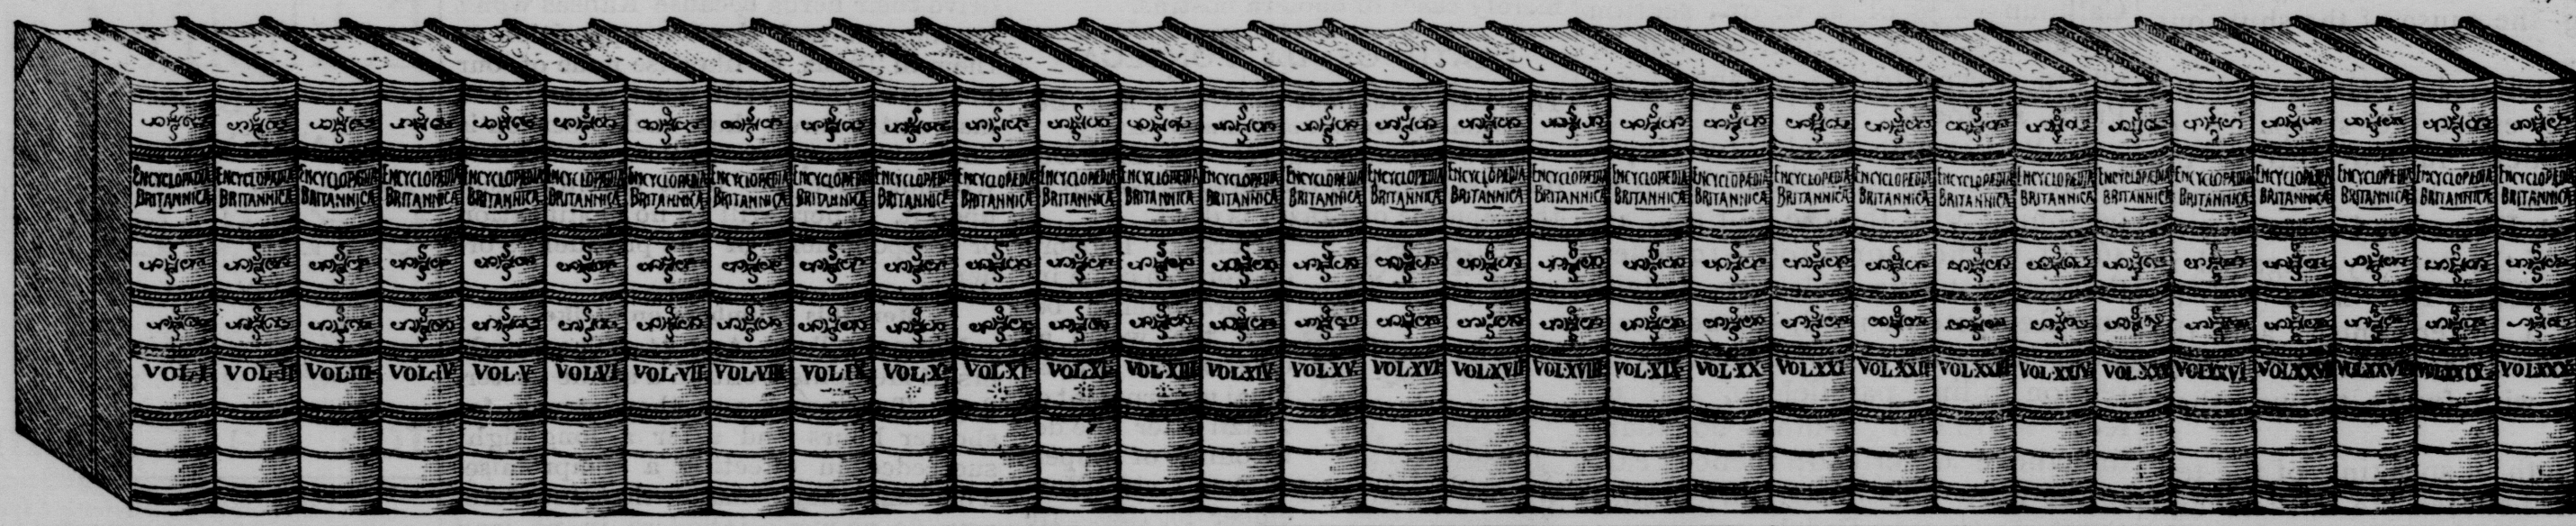 ENCYCLOPÆDIA
BRITANNICA
VOL·I
ENCYCLOPÆDIA
BRITANNICA
VOL·II
ENCYCLOPÆDIA
BRITANNICA
VOL·III
ENCYCLOPÆDIA
BRITANNICA
VOL·IV
ENCYCLOPÆDIA
BRITANNICA
VOL·V
ENCYCLOPÆDIA
BRITANNICA
VOL·VI
ENCYCLOPÆDIA
BRITANNICA
VOL·VII
ENCYCLOPÆDIA
BRITANNICA
VOL·VIII
ENCYCLOPÆDIA
BRITANNICA
VOL·IX
ENCYCLOPÆDIA
BRITANNICA
VOL·X
ENCYCLOPÆDIA
BRITANNICA
VOL·XI
ENCYCLOPÆDIA
BRITANNICA
VOL
ENCYCLOPÆDIA
BRITANNICA
VOL·XIII
ENCYCLOPÆDIA
BRITANNICA
VOL·XIV
ENCYCLOPÆDIA
BRITANNICA
VOL·XV
ENCYCLOPÆDIA
BRITANNICA
VOL·XVI
ENCYCLOPÆDIA
BRITANNICA
VOL·XVII
ENCYCLOPÆDIA
BRITANNICA
VOL·XVIII
ENCYCLOPÆDIA
BRITANNICA
VOL·XIX
ENCYCLOPÆDIA
BRITANNICA
VOL·XX
ENCYCLOPÆDIA
BRITANNICA
VOL·XXI
ENCYCLOPÆDIA
BRITANNICA
VOL·XXII
ENCYCLOPÆDIA
BRITANNICA
VOL·XXIII
ENCYCLOPÆDIA
BRITANNICA
VOL·XXIV
ENCYCLOPÆDIA
BRITANNICA
VOL
ENCYCLOPÆDIA
BRITANNICA
VOL·XXVI
ENCYCLOPÆDIA
BRITANNICA
VOL·XXVII
ENCYCLOPÆDIA
BRITANNICA
VOL·XXVIII
ENCYCLOPÆDIA
BRITANNICA
VOL·XXIX
ENCYCLOPÆDIA
BRITANNICA
VOL·XXX